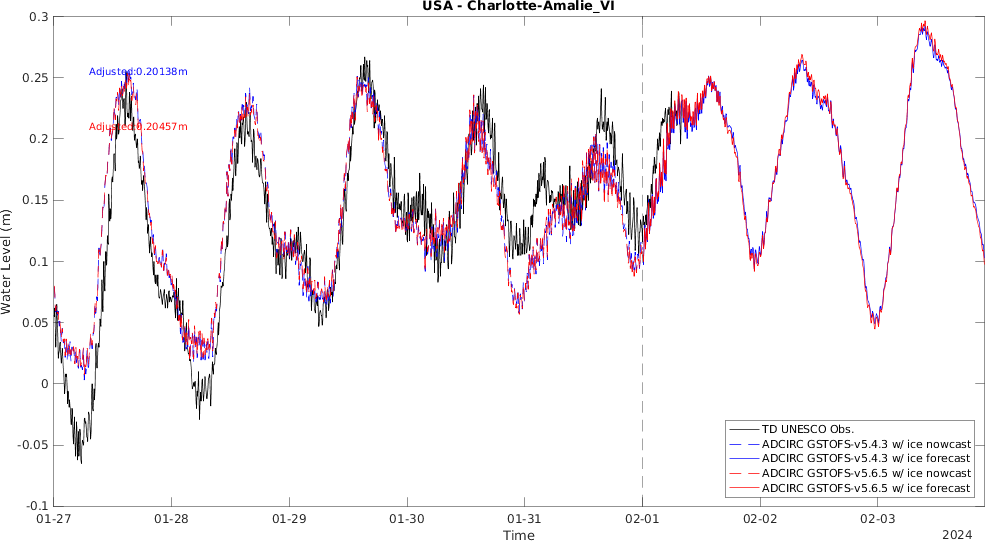 USA - Charlotte-Amalie_VI
0.3
0.25
0.2
0.15
0.1
0.05
0
-0.05
-0.1
Water Level (m)
Adjusted:0.20138m
Adjusted:0.20457m
TD UNESCO Obs.
ADCIRC GSTOFS-v5.4.3 w/ ice nowcast
ADCIRC GSTOFS-v5.4.3 w/ ice forecast
ADCIRC GSTOFS-v5.6.5 w/ ice nowcast
ADCIRC GSTOFS-v5.6.5 w/ ice forecast
01-27 01-28 01-29 01-30 01-31 02-01 02-02 02-03
Time
2024